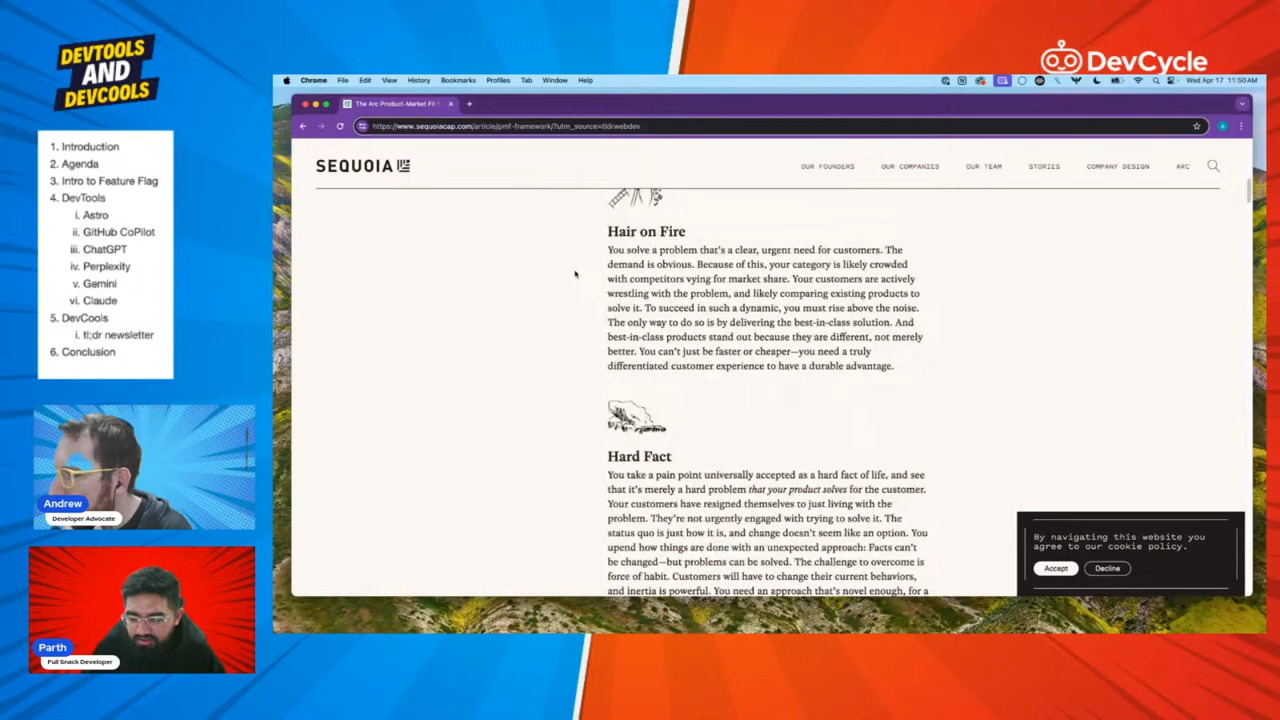 DEVTOOLS
AND
DEVCOOLS
DevCycle
1. Introduction
2. Agenda
3. Intro to Feature Flag
4. DevTools
i. Astro
ii. GitHub CoPilot
iii. ChatGPT
iv. Perplexity
v. Gemini
vi. Claude
5. DevCools
i. tl;dr newsletter
6. Conclusion
Andrew
Developer Advocate
Parth
Full Snack Developer
Chrome File Edit View History Bookmarks Profiles Tab Window Help
Wed Apr 17 11:50 AM
The Arc Product-Market Fit
https://www.sequoiacap.com/article/pmf-framework/?utm_source=tldrwebdev
SEQUOIA
OUR FOUNDERS OUR COMPANIES OUR TEAM STORIES COMPANY DESIGN ARC
Hair on Fire
You solve a problem that's a clear, urgent need for customers. The
demand is obvious. Because of this, your category is likely crowded
with competitors vying for market share. Your customers are actively
wrestling with the problem, and likely comparing existing products to
solve it. To succeed in such a dynamic, you must rise above the noise.
The only way to do so is by delivering the best-in-class solution. And
best-in-class products stand out because they are different, not merely
better. You can't just be faster or cheaper—you need a truly
differentiated customer experience to have a durable advantage.
Hard Fact
You take a pain point universally accepted as a hard fact of life, and see
that it's merely a hard problem that your product solves for the customer.
Your customers have resigned themselves to just living with the
problem. They're not urgently engaged with trying to solve it. The
status quo is just how it is, and change doesn't seem like an option. You
upend how things are done with an unexpected approach: Facts can't
be changed—but problems can be solved. The challenge to overcome is
force of habit. Customers will have to change their current behaviors,
and inertia is powerful. You need an approach that's novel enough, for a
By navigating this website you
agree to our cookie policy.
Accept Decline